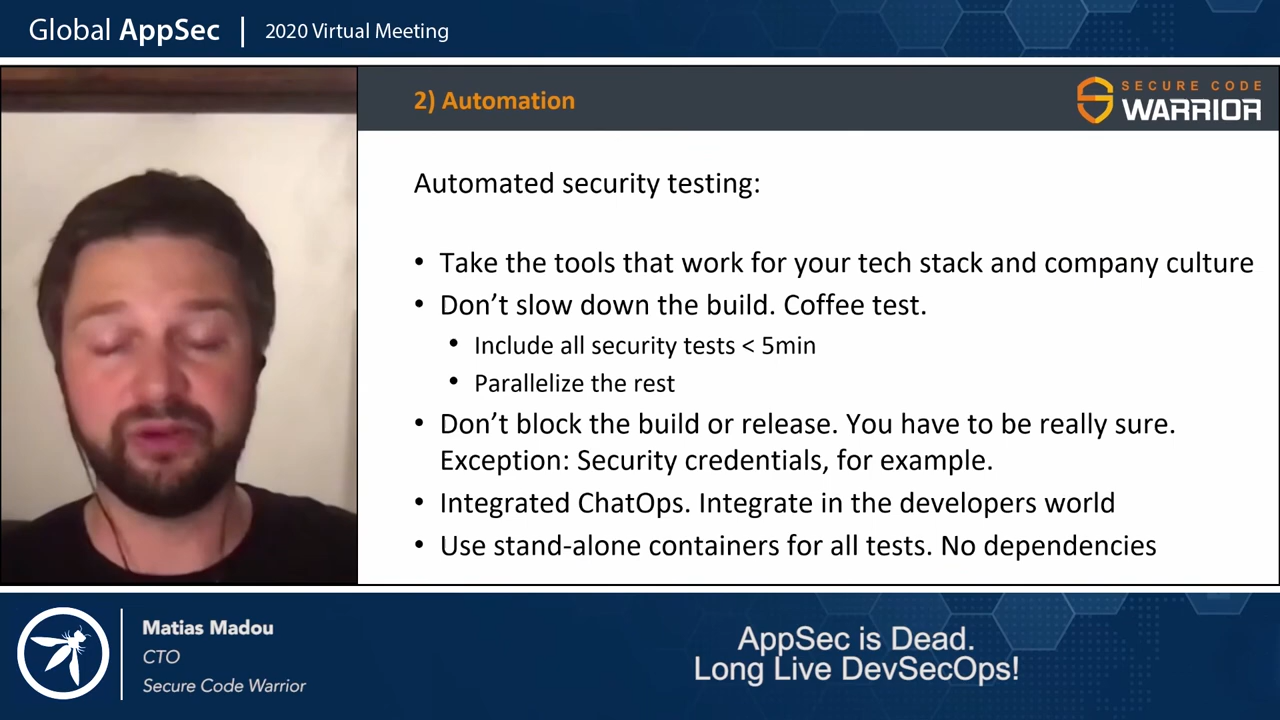 Global AppSec | 2020 Virtual Meeting
2) Automation
SECURE CODE
WARRIOR
Automated security testing:
• Take the tools that work for your tech stack and company culture
• Don’t slow down the build. Coffee test.
• Include all security tests < 5min
• Parallelize the rest
• Don’t block the build or release. You have to be really sure.
Exception: Security credentials, for example.
• Integrated ChatOps. Integrate in the developers world
• Use stand-alone containers for all tests. No dependencies
Matias Madou
CTO
Secure Code Warrior
AppSec is Dead.
Long Live DevSecOps!